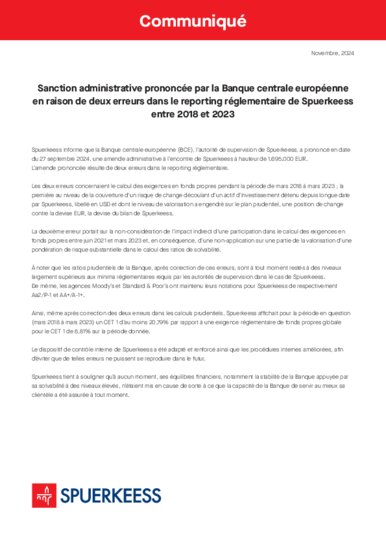 Communiqué
Novembre, 2024
Sanction administrative prononcée par la Banque centrale européenne
en raison de deux erreurs dans le reporting réglementaire de Spuerkeess
entre 2018 et 2023
Spuerkeess informe que la Banque centrale européenne (BCE), l'autorité de supervision de Spuerkeess, a prononcé en date
du 27 septembre 2024, une amende administrative à l'encontre de Spuerkeess à hauteur de 1.695.000 EUR.
L'amende prononcée résulte de deux erreurs dans le reporting réglementaire.
Les deux erreurs concernaient le calcul des exigences en fonds propres pendant la période de mars 2018 à mars 2023 ; la
première au niveau de la couverture d'un risque de change découlant d'un actif d'investissement détenu depuis longue date
par Spuerkeess, libellé en USD et dont le niveau de valorisation a engendré sur le plan prudentiel, une position de change
contre la devise EUR, la devise du bilan de Spuerkeess.
La deuxième erreur portait sur la non-considération de l'impact indirect d'une participation dans le calcul des exigences en
fonds propres entre juin 2021 et mars 2023 et, en conséquence, d'une non-application sur une partie de la valorisation d'une
pondération de risque substantielle dans le calcul des ratios de solvabilité.
À noter que les ratios prudentiels de la Banque, après correction de ces erreurs, sont à tout moment restés à des niveaux
largement supérieurs aux minima réglementaires requis par les autorités de supervision dans le cas de Spuerkeess.
De même, les agences Moody's et Standard & Poor's ont maintenu leurs notations pour Spuerkeess de respectivement
Aa2/P-1 et AA+/A-1+.
Ainsi, même après correction des deux erreurs dans les calculs prudentiels, Spuerkeess affichait pour la période en question
(mars 2018 à mars 2023) un CET 1 d'au moins 20,79% par rapport à une exigence réglementaire de fonds propres globale
pour le CET 1 de 8,81% sur la période donnée.
Le dispositif de contrôle interne de Spuerkeess a été adapté et renforcé ainsi que les procédures internes améliorées, afin
d'éviter que de telles erreurs ne puissent se reproduire dans le futur.
Spuerkeess tient à souligner qu'à aucun moment, ses équilibres financiers, notamment la stabilité de la Banque appuyée par
sa solvabilité à des niveaux élevés, n'étaient mis en cause de sorte à ce que la capacité de la Banque de servir au mieux sa
clientèle a été assurée à tout moment.
SPUERKEESS